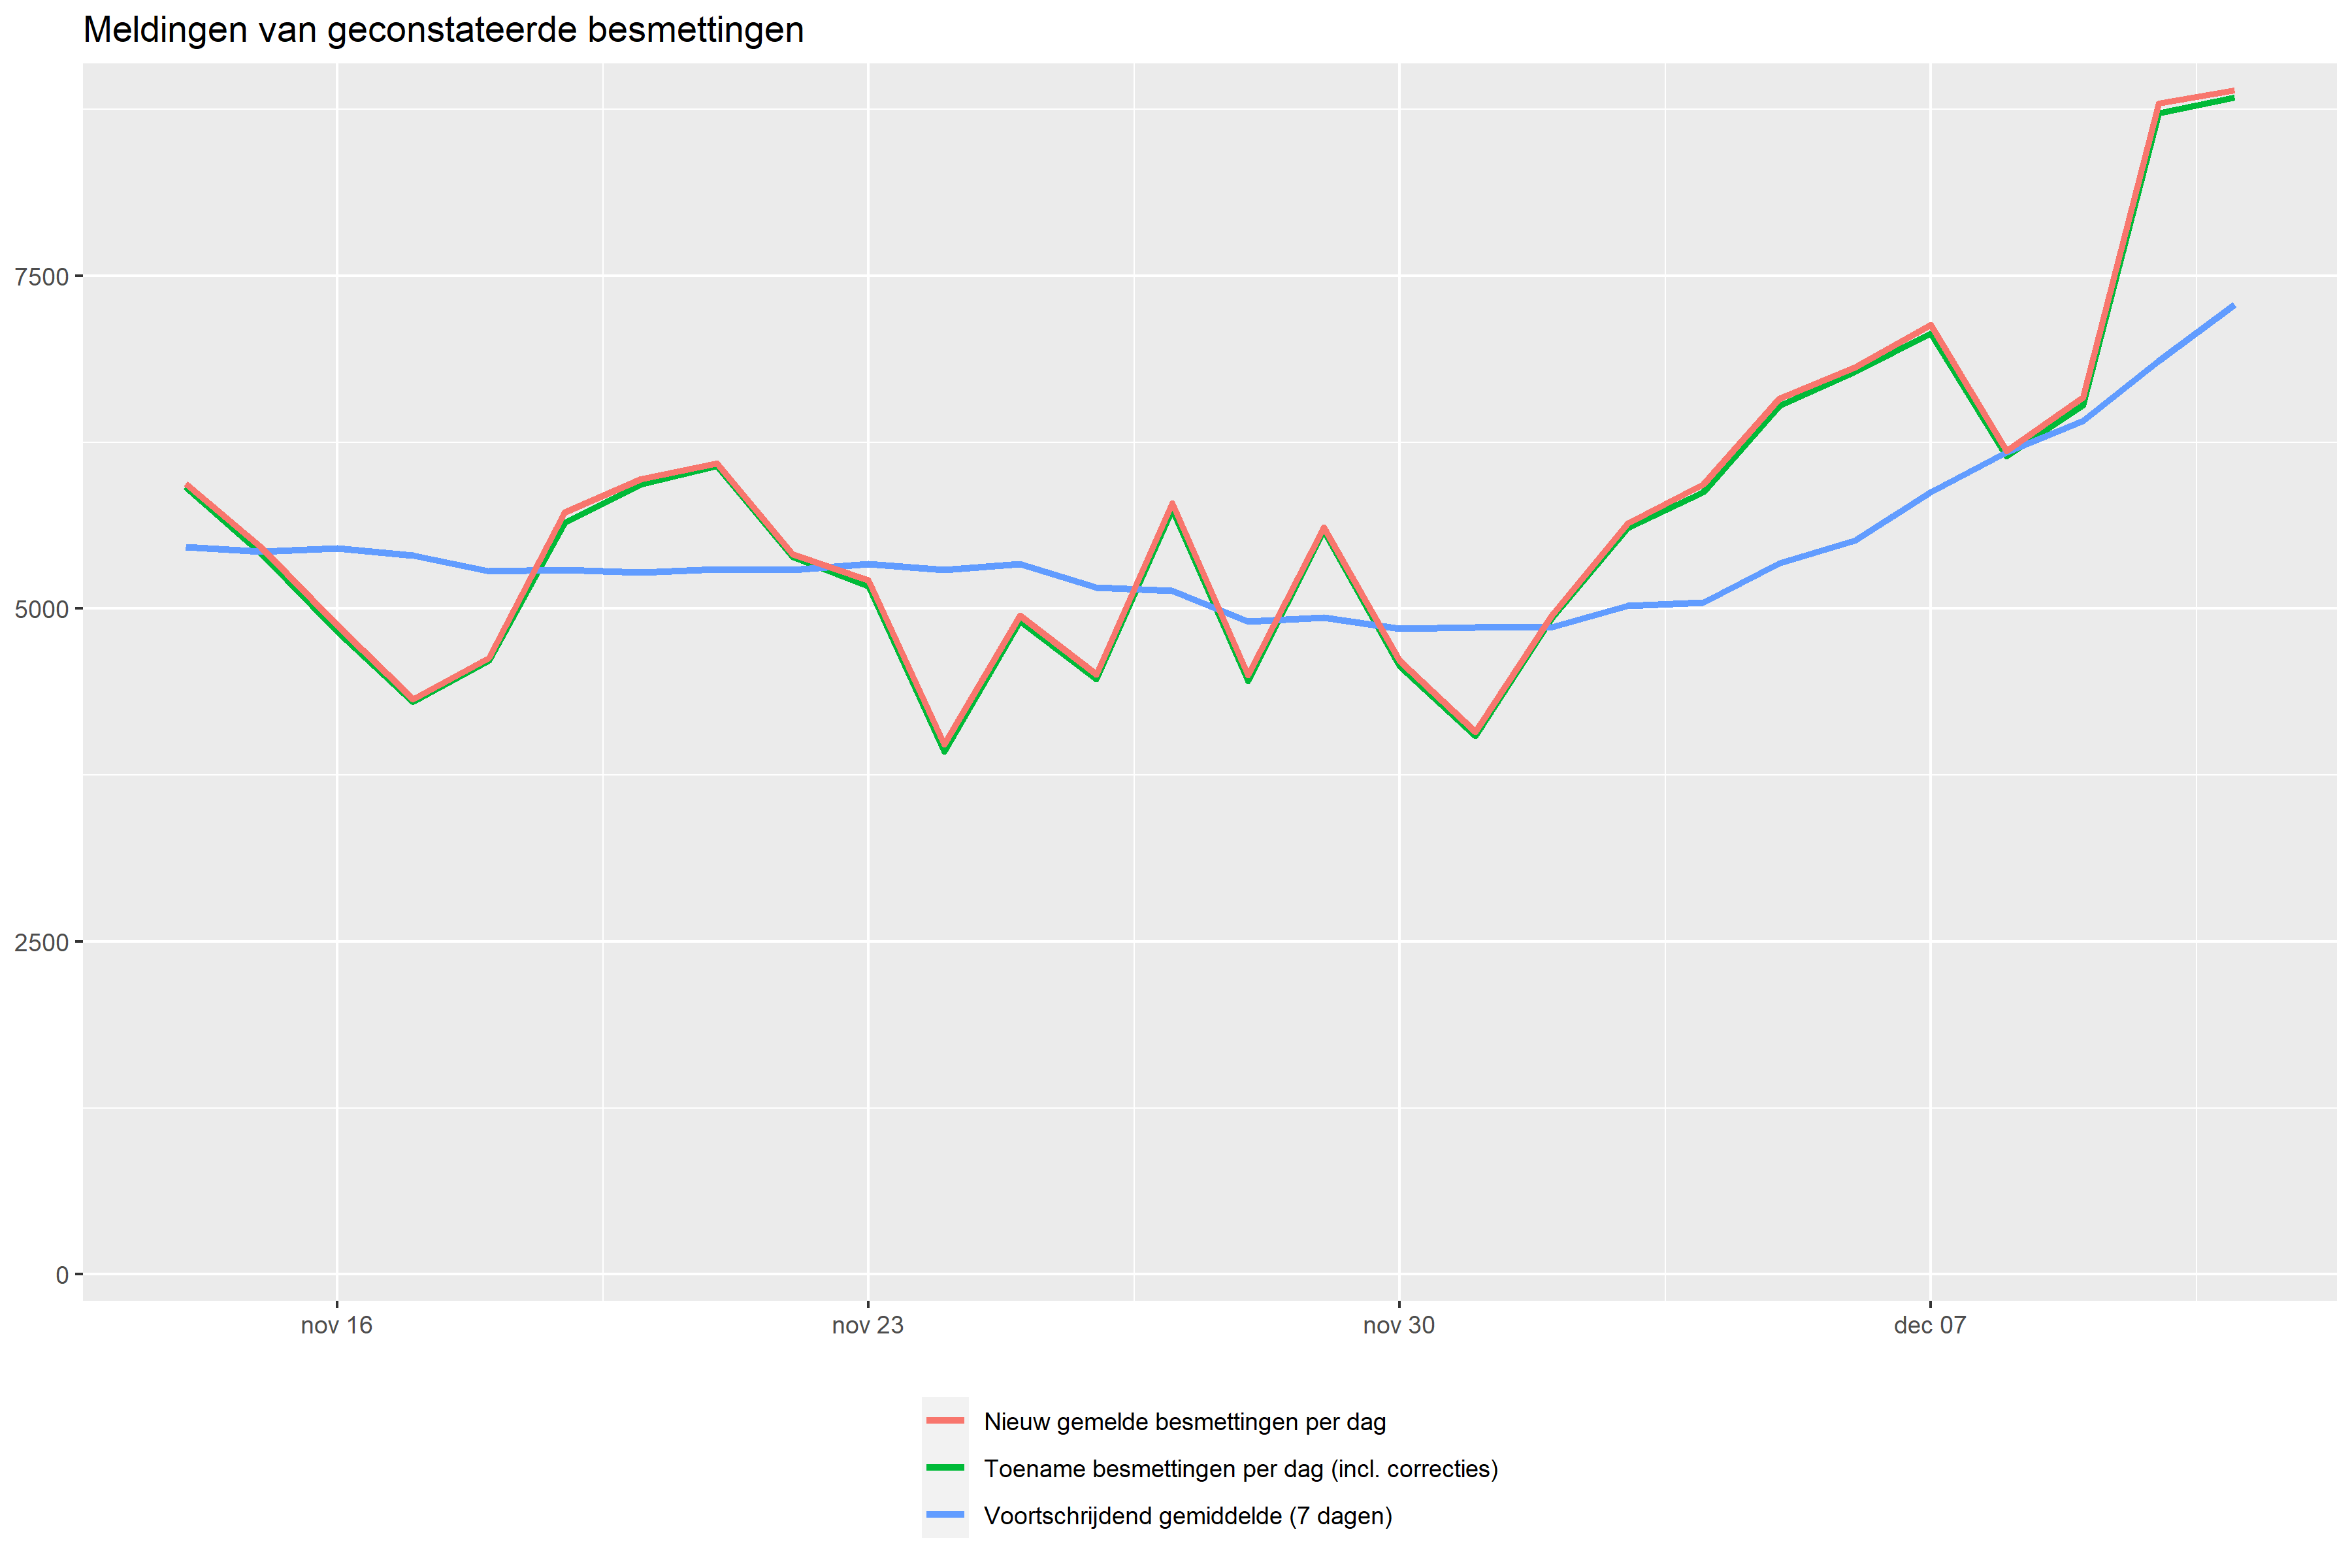 Meldingen van geconstateerde besmettingen
7500
5000
2500
0
nov 16 nov 23 nov 30 dec 07
Nieuw gemelde besmettingen per dag
Toename besmettingen per dag (incl. correcties)
Voortschrijdend gemiddelde (7 dagen)